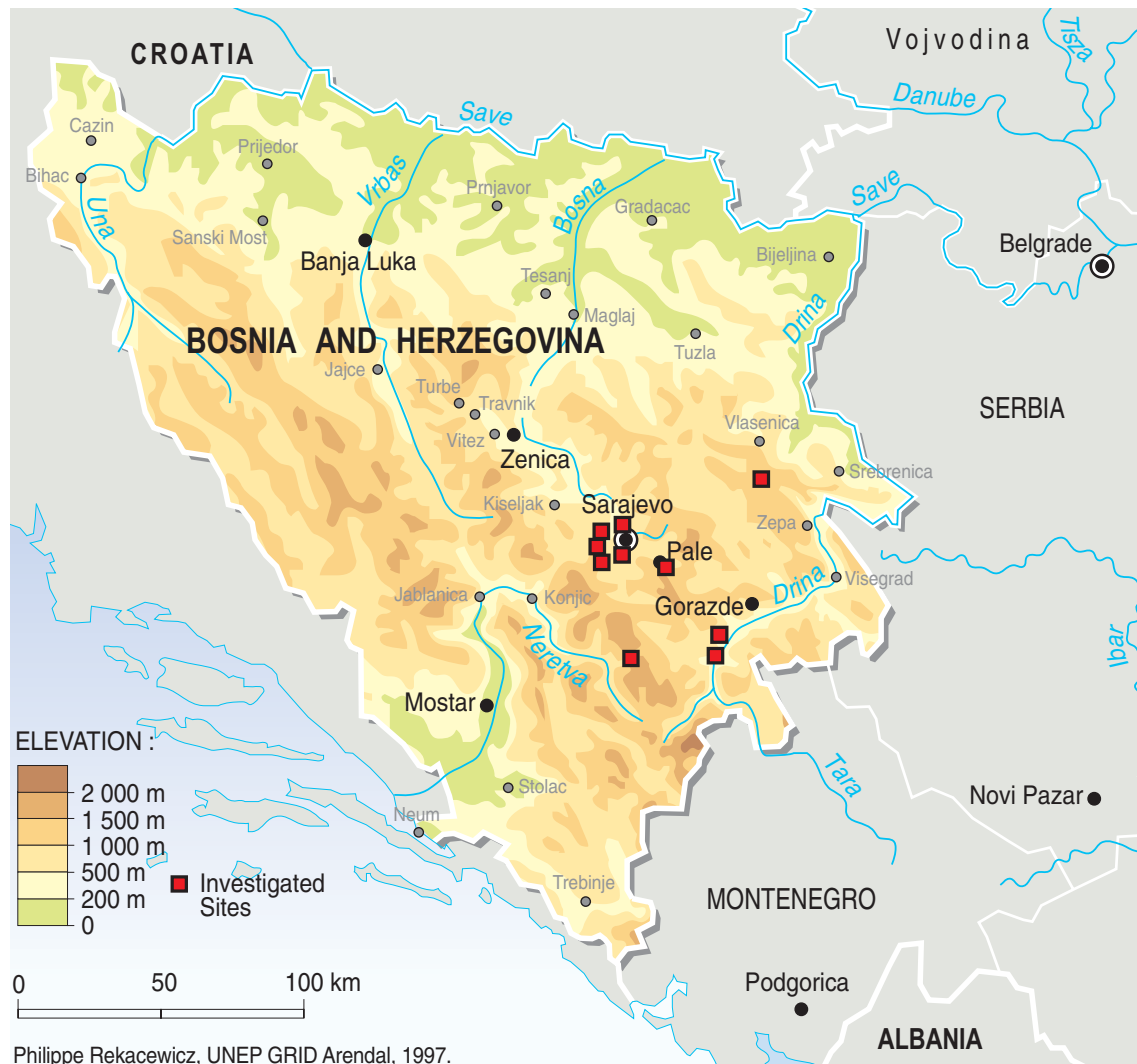 CROATIA
Vojvodina
Tisza
Danube
Save
Cazin
Prijedor
Vrbas
Bihac
Prnjavor
Bosna
Gradacac
Save
Una
Sanski Most
Banja Luka
Bijeljina
Belgrade
Tesanj
Drina
Maglaj
BOSNIA AND HERZEGOVINA
Tuzla
Jajce
Turbe
Travnik
SERBIA
Vitez
Zenica
Vlasenica
Srebrenica
Kiseljak
Sarajevo
Zepa
Pale
Drina
Visegrad
Jablanica
Konjic
Gorazde
Ibar
Neretva
Mostar
ELEVATION :
2 000 m
1 500 m
1 000 m
500 m
200 m
0
Investigated
Sites
Stolac
Tara
Novi Pazar
Neum
Trebinje
MONTENEGRO
0 50 100 km
Podgorica
ALBANIA
Philippe Rekacewicz, UNEP GRID Arendal, 1997.